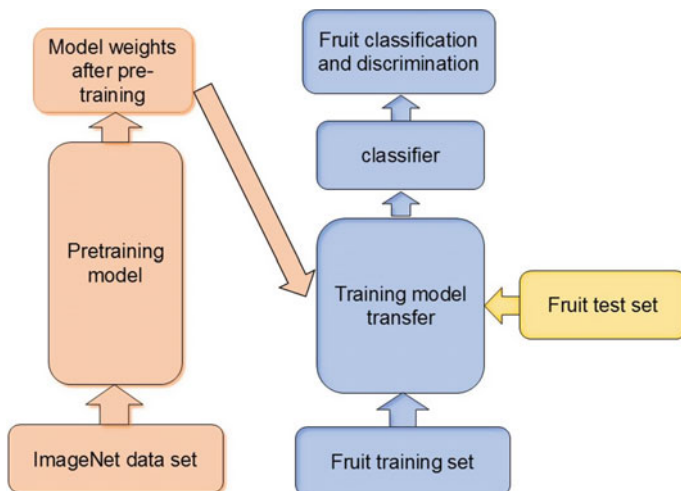 Model weights
after pre-
training
Pretraining
model
ImageNet data set
Fruit classification
and discrimination
classifier
Training model
transfer
Fruit training set
Fruit test set